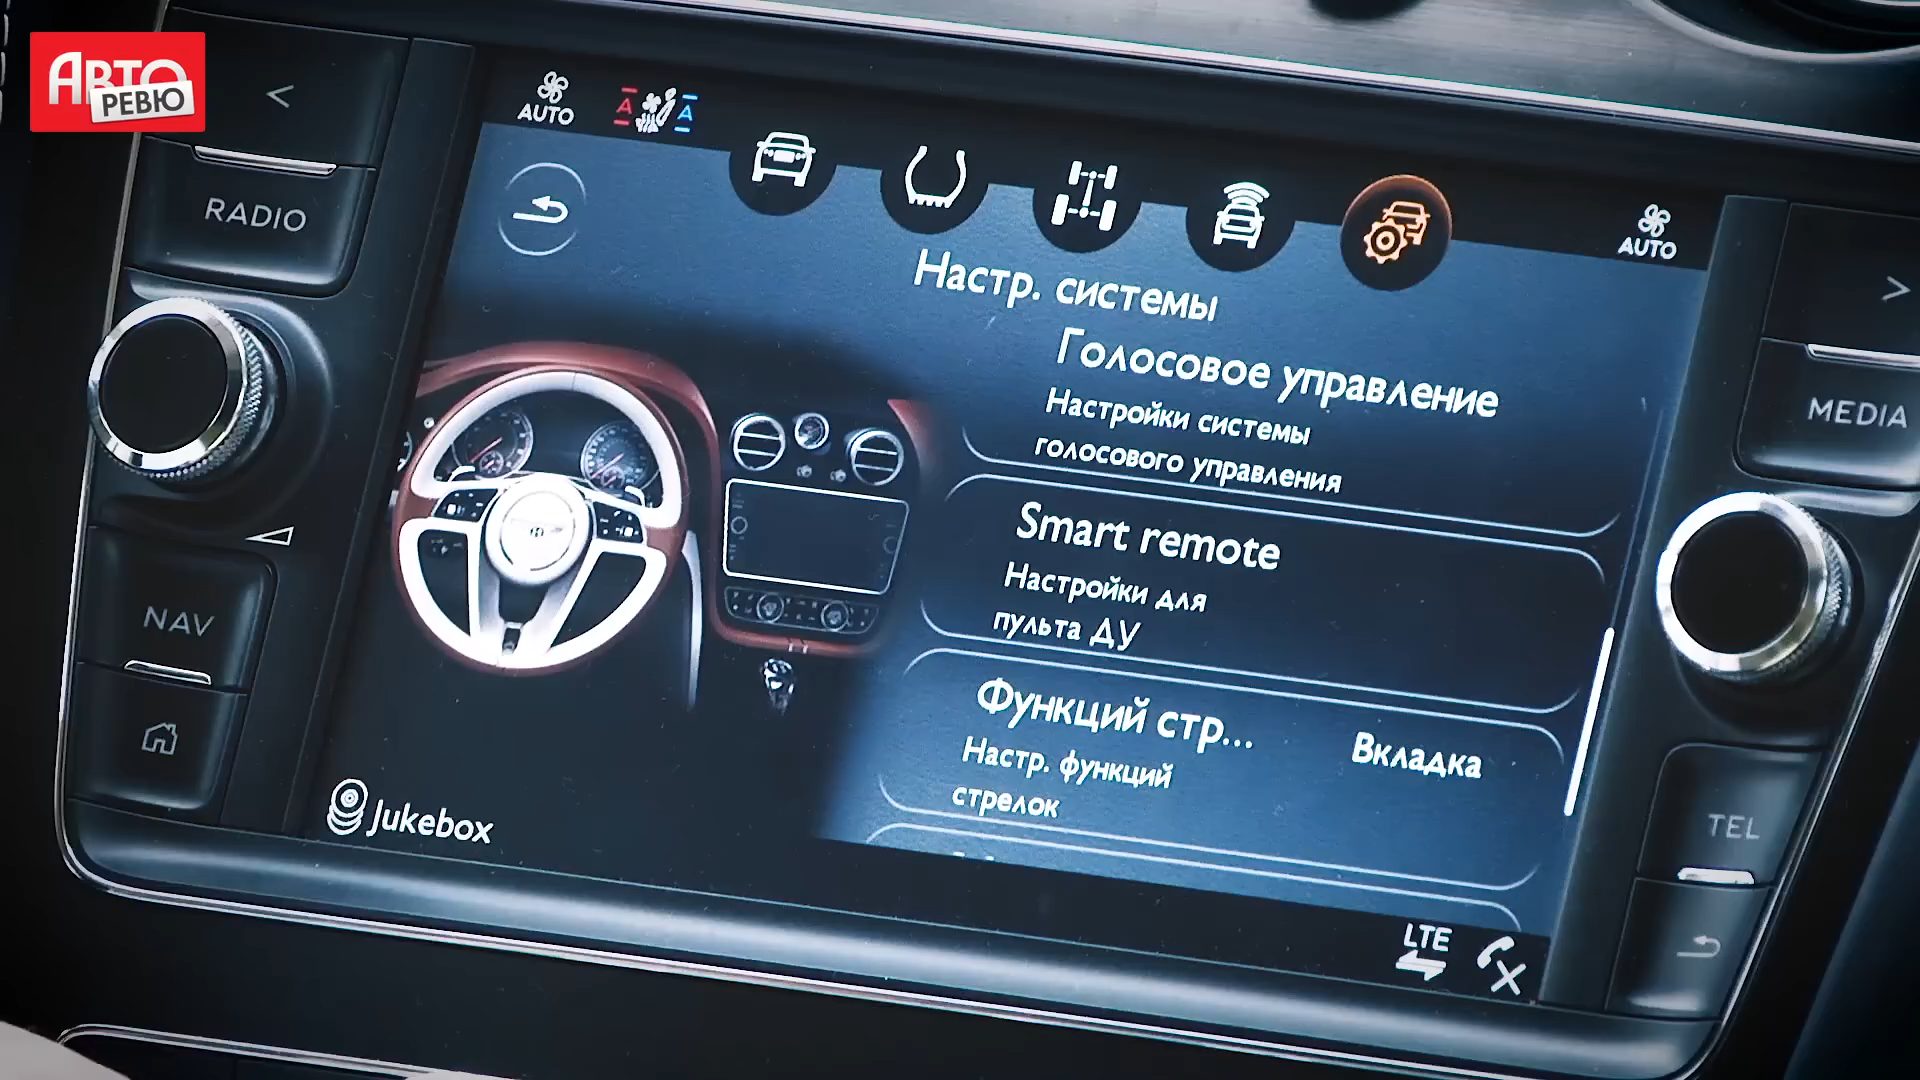 АВТО
РЕВЮ
<
RADIO
NAV
AUTO
A A
AUTO
Настр. системы
Голосовое управление
Настройки системы
голосового управления
Smart remote
Настройки для
пульта ДУ
Функций стр...
Вкладка
Настр. функций
стрелок
Jukebox
LTE
>
MEDIA
TEL